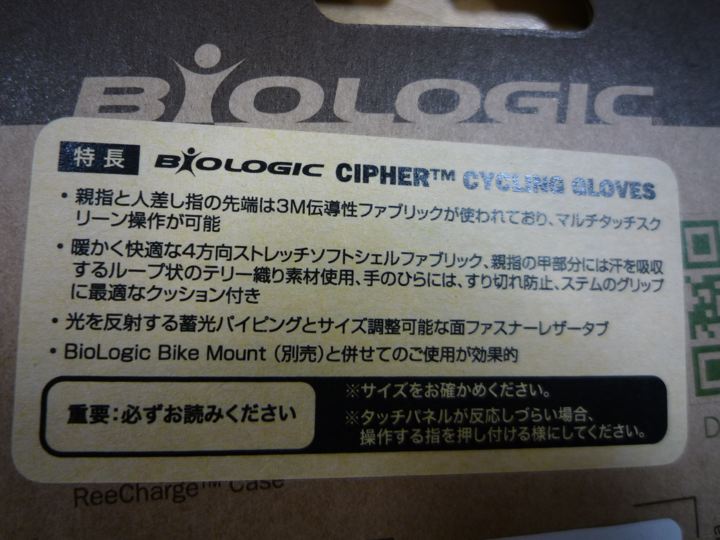 BIOLOGIC
特長 BIOLOGIC CIPHER™ CYCLING GLOVES
・親指と人差し指の先端は3M伝導性ファブリックが使われており、マルチタッチスク
リーン操作が可能
・暖かく快適な4方向ストレッチソフトシェルファブリック、親指の甲部分には汗を吸収
するループ状のテリー織り素材使用、手のひらには、すり切れ防止、ステムのグリップ
に最適なクッション付き
・光を反射する蓄光パイピングとサイズ調整可能な面ファスナーレザータブ
・BioLogic Bike Mount（別売）と併せてのご使用が効果的
重要：必ずお読みください
※サイズをお確かめください。
※タッチパネルが反応しづらい場合、
操作する指を押し付ける様にしてください。
ReeCharge™ Case